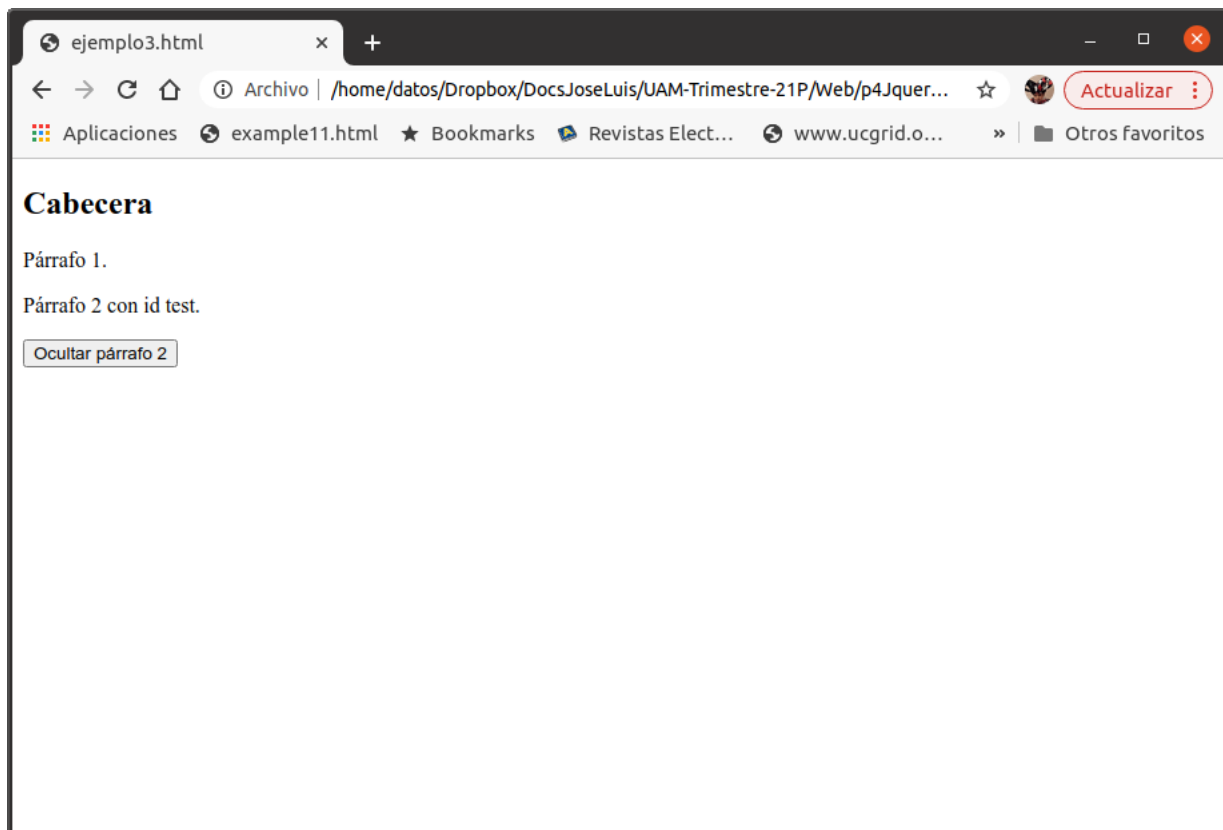 ejemplo3.html
Archivo | /home/datos/Dropbox/DocsJoseLuis/UAM-Trimestre-21P/Web/p4Jquer... Actualizar
Aplicaciones example11.html Bookmarks Revistas Elect... www.ucgrid.o... » Otros favoritos
Cabecera
Párrafo 1.
Párrafo 2 con id test.
Ocultar párrafo 2